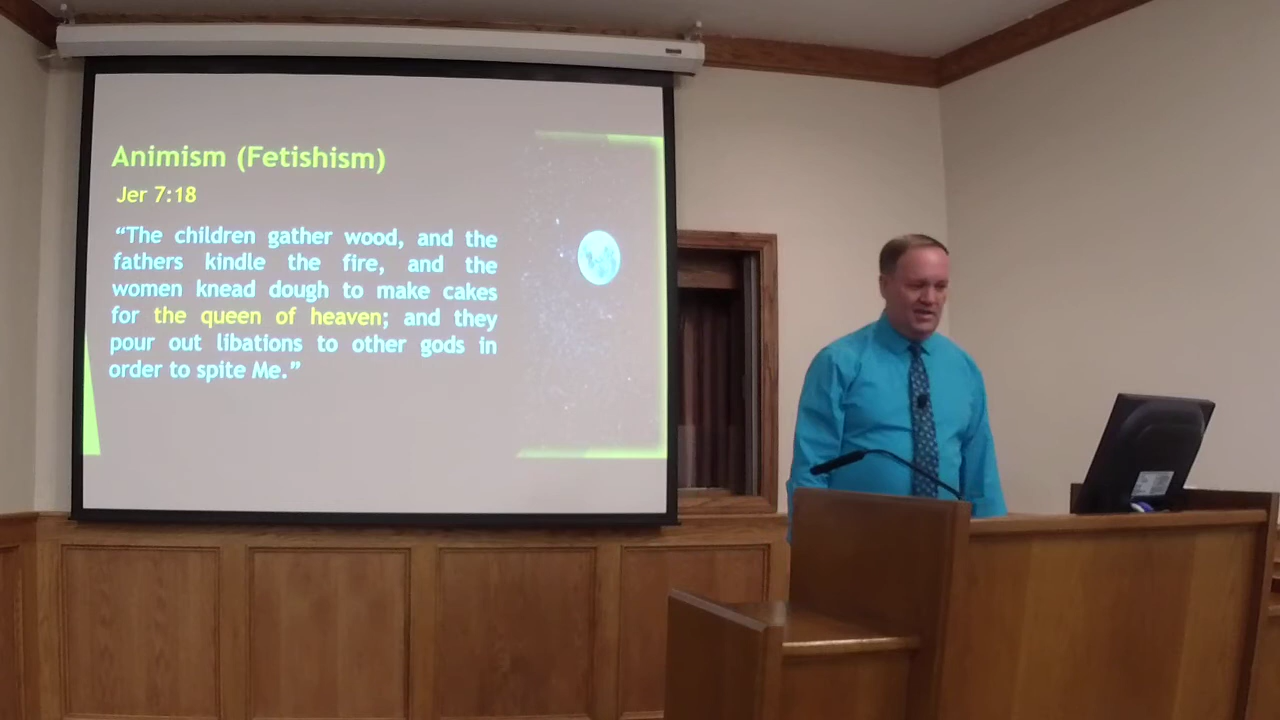 Animism (Fetishism)
Jer 7:18
“The children gather wood, and the
fathers kindle the fire, and the
women knead dough to make cakes
for the queen of heaven; and they
pour out libations to other gods in
order to spite Me.”